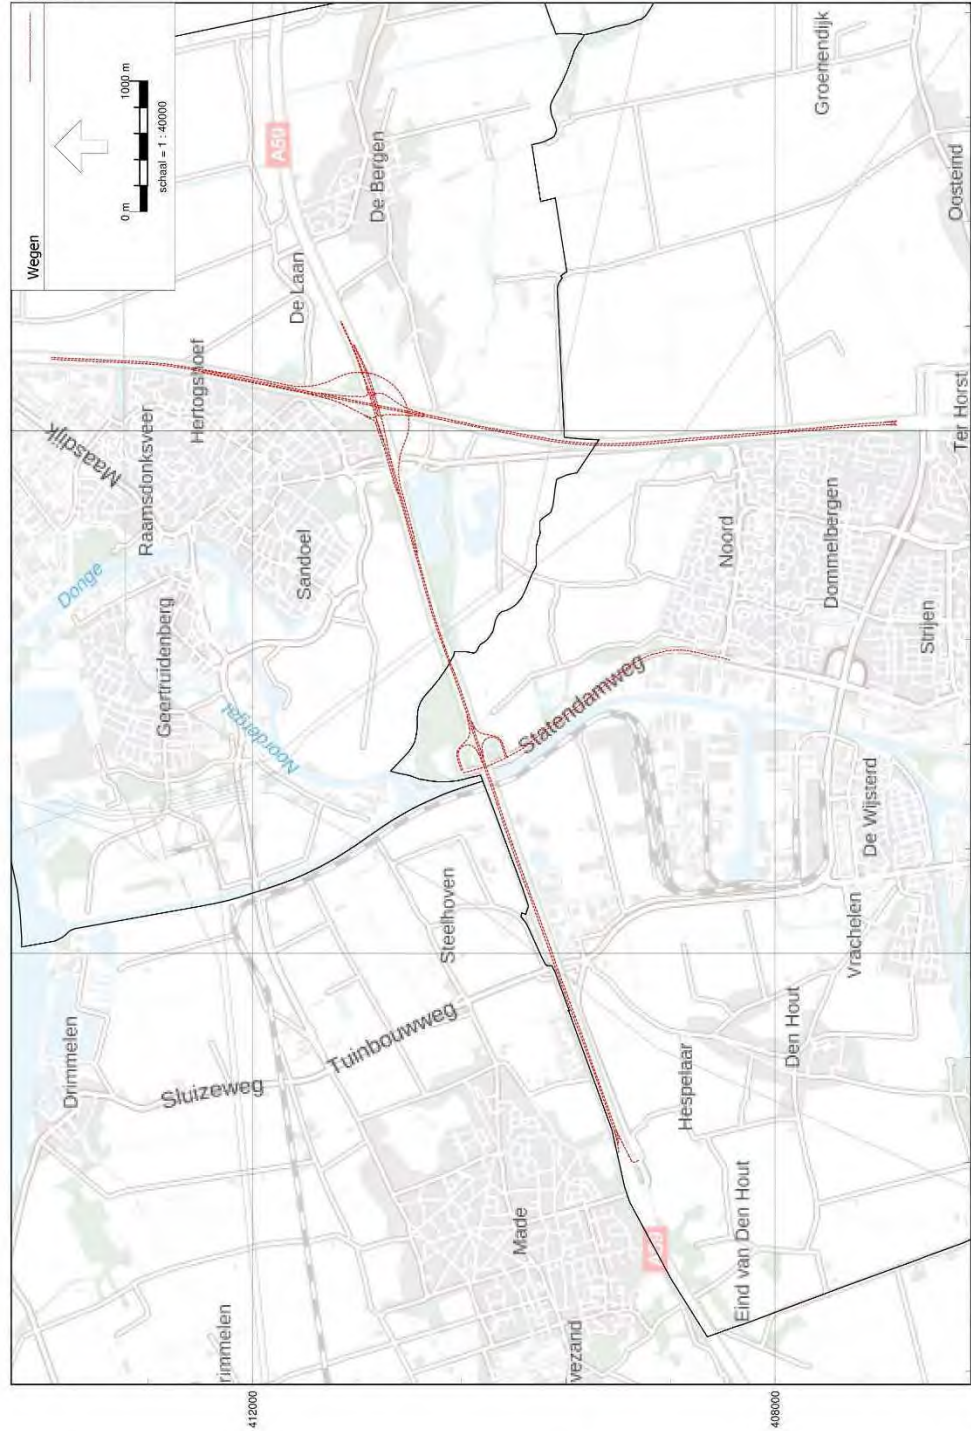 Wegen
0 m
1000 m
schaal = 1 : 40000
A59
De Bergen
Groenendijk
De Laan
Oosteind
Hertogshoef
Maasdijk
Raamsdonksveer
Ter Horst
Donge
Sandoel
Noord
Dommelbergen
Geertruidenberg
Strijen
Noordergat
Statendamweg
De Wijsterd
Steelhoven
Vrachelen
Tuinbouwweg
Drimmelen
Sluizeweg
Den Hout
Hespelaar
Made
A59
Eind van Den Hout
rimmelen
vezand
412000
408000